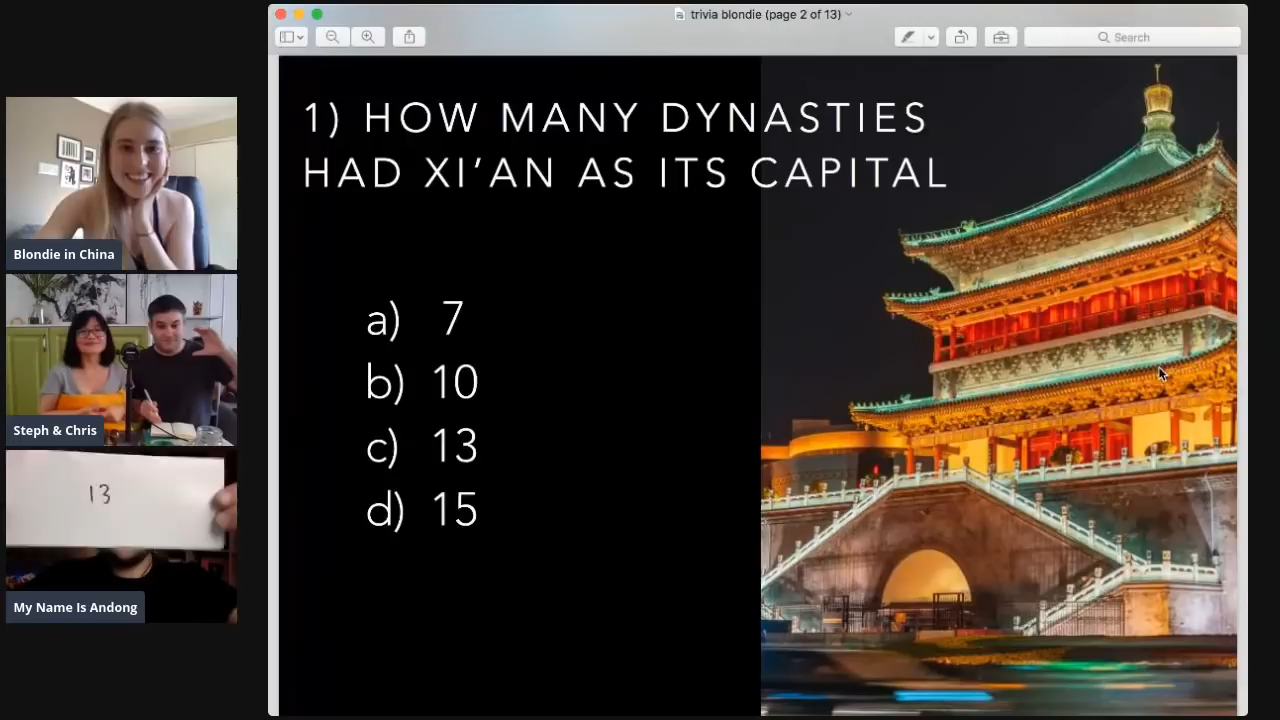 trivia blondie (page 2 of 13)
Search
1) HOW MANY DYNASTIES
HAD XI’AN AS ITS CAPITAL
a) 7
b) 10
c) 13
d) 15
Blondie in China
Steph & Chris
13
My Name Is Andong